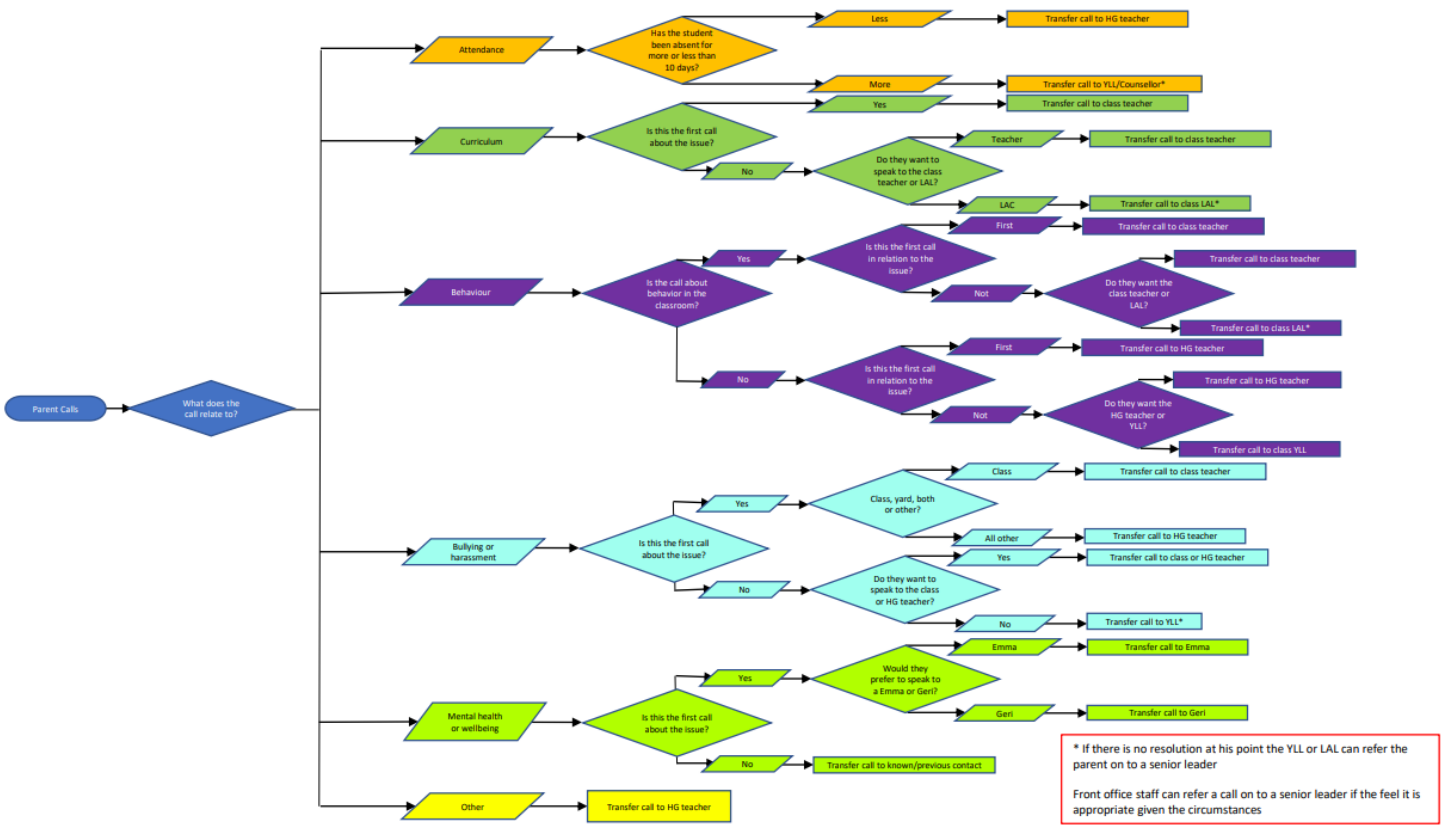 Parent Calls
What does the
call relate to?
Attendance
Has the student
been absent for
more or less than
10 days?
Less
Transfer call to HG teacher
More
Transfer call to YLL/Counsellor*
Curriculum
Is this the first call
about the issue?
Yes
Transfer call to class teacher
No
Do they want to
speak to the class
teacher or LAL?
Teacher
Transfer call to class teacher
LAC
Transfer call to class LAL*
Behaviour
Is the call about
behavior in the
classroom?
Yes
Is this the first call
in relation to the
issue?
First
Transfer call to class teacher
Not
Do they want the
class teacher or
LAL?
Transfer call to class teacher
Transfer call to class LAL*
No
Is this the first call
in relation to the
issue?
First
Transfer call to HG teacher
Not
Do they want the
HG teacher or
YLL?
Transfer call to HG teacher
Transfer call to class YLL
Bullying or
harassment
Is this the first call
about the issue?
Yes
Class, yard, both
or other?
Class
Transfer call to class teacher
All other
Transfer call to HG teacher
No
Do they want to
speak to the class
or HG teacher?
Yes
Transfer call to class or HG teacher
No
Transfer call to YLL*
Mental health
or wellbeing
Is this the first call
about the issue?
Yes
Would they
prefer to speak to
a Emma or Geri?
Emma
Transfer call to Emma
Geri
Transfer call to Geri
No
Transfer call to known/previous contact
Other
Transfer call to HG teacher
* If there is no resolution at his point the YLL or LAL can refer the
parent on to a senior leader
Front office staff can refer a call on to a senior leader if the feel it is
appropriate given the circumstances